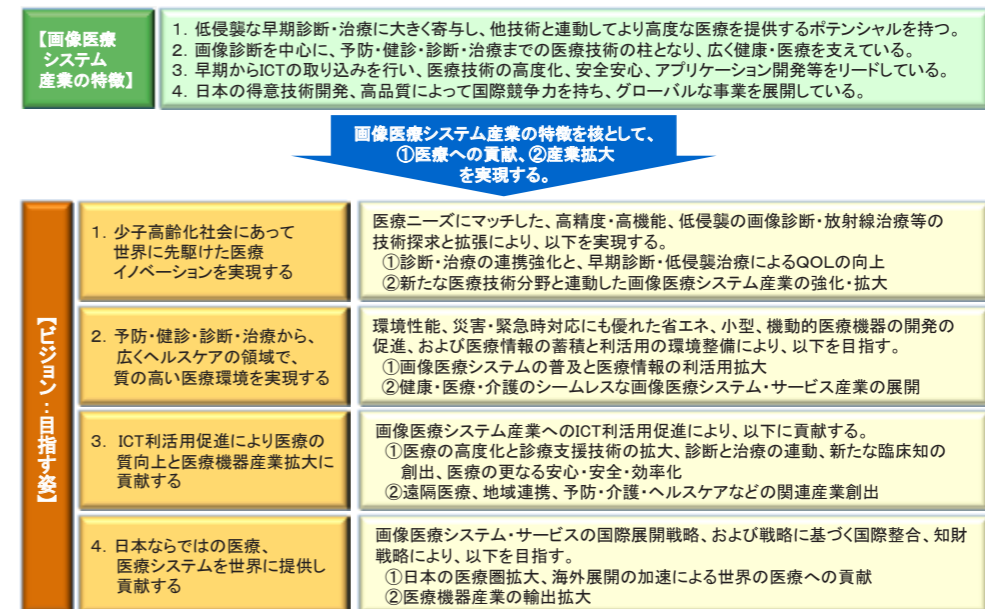 【画像医療
システム
産業の特徴】
１．低侵襲な早期診断・治療に大きく寄与し、他技術と連動してより高度な医療を提供するポテンシャルを持つ。
２．画像診断を中心に、予防・健診・診断・治療までの医療技術の柱となり、広く健康・医療を支えている。
３．早期からICTの取り込みを行い、医療技術の高度化、安全安心、アプリケーション開発等をリードしている。
４．日本の得意技術開発、高品質によって国際競争力を持ち、グローバルな事業を展開している。
画像医療システム産業の特徴を核として、
①医療への貢献、②産業拡大
を実現する。
【ビジョン：目指す姿】
１．少子高齢化社会にあって
世界に先駆けた医療
イノベーションを実現する
医療ニーズにマッチした、高精度・高機能、低侵襲の画像診断・放射線治療等の
技術探求と拡張により、以下を実現する。
①診断・治療の連携強化と、早期診断・低侵襲治療によるQOLの向上
②新たな医療技術分野と連動した画像医療システム産業の強化・拡大
２．予防・健診・診断・治療から、
広くヘルスケアの領域で、
質の高い医療環境を実現する
環境性能、災害・緊急時対応にも優れた省エネ、小型、機動的医療機器の開発の
促進、および医療情報の蓄積と利活用の環境整備により、以下を目指す。
①画像医療システムの普及と医療情報の利活用拡大
②健康・医療・介護のシームレスな画像医療システム・サービス産業の展開
３．ICT利活用促進により医療の
質向上と医療機器産業拡大に
貢献する
画像医療システム産業へのICT利活用促進により、以下に貢献する。
①医療の高度化と診療支援技術の拡大、診断と治療の連動、新たな臨床知の
創出、医療の更なる安心・安全・効率化
②遠隔医療、地域連携、予防・介護・ヘルスケアなどの関連産業創出
４．日本ならではの医療、
医療システムを世界に提供し
貢献する
画像医療システム・サービスの国際展開戦略、および戦略に基づく国際整合、知財
戦略により、以下を目指す。
①日本の医療圏拡大、海外展開の加速による世界の医療への貢献
②医療機器産業の輸出拡大